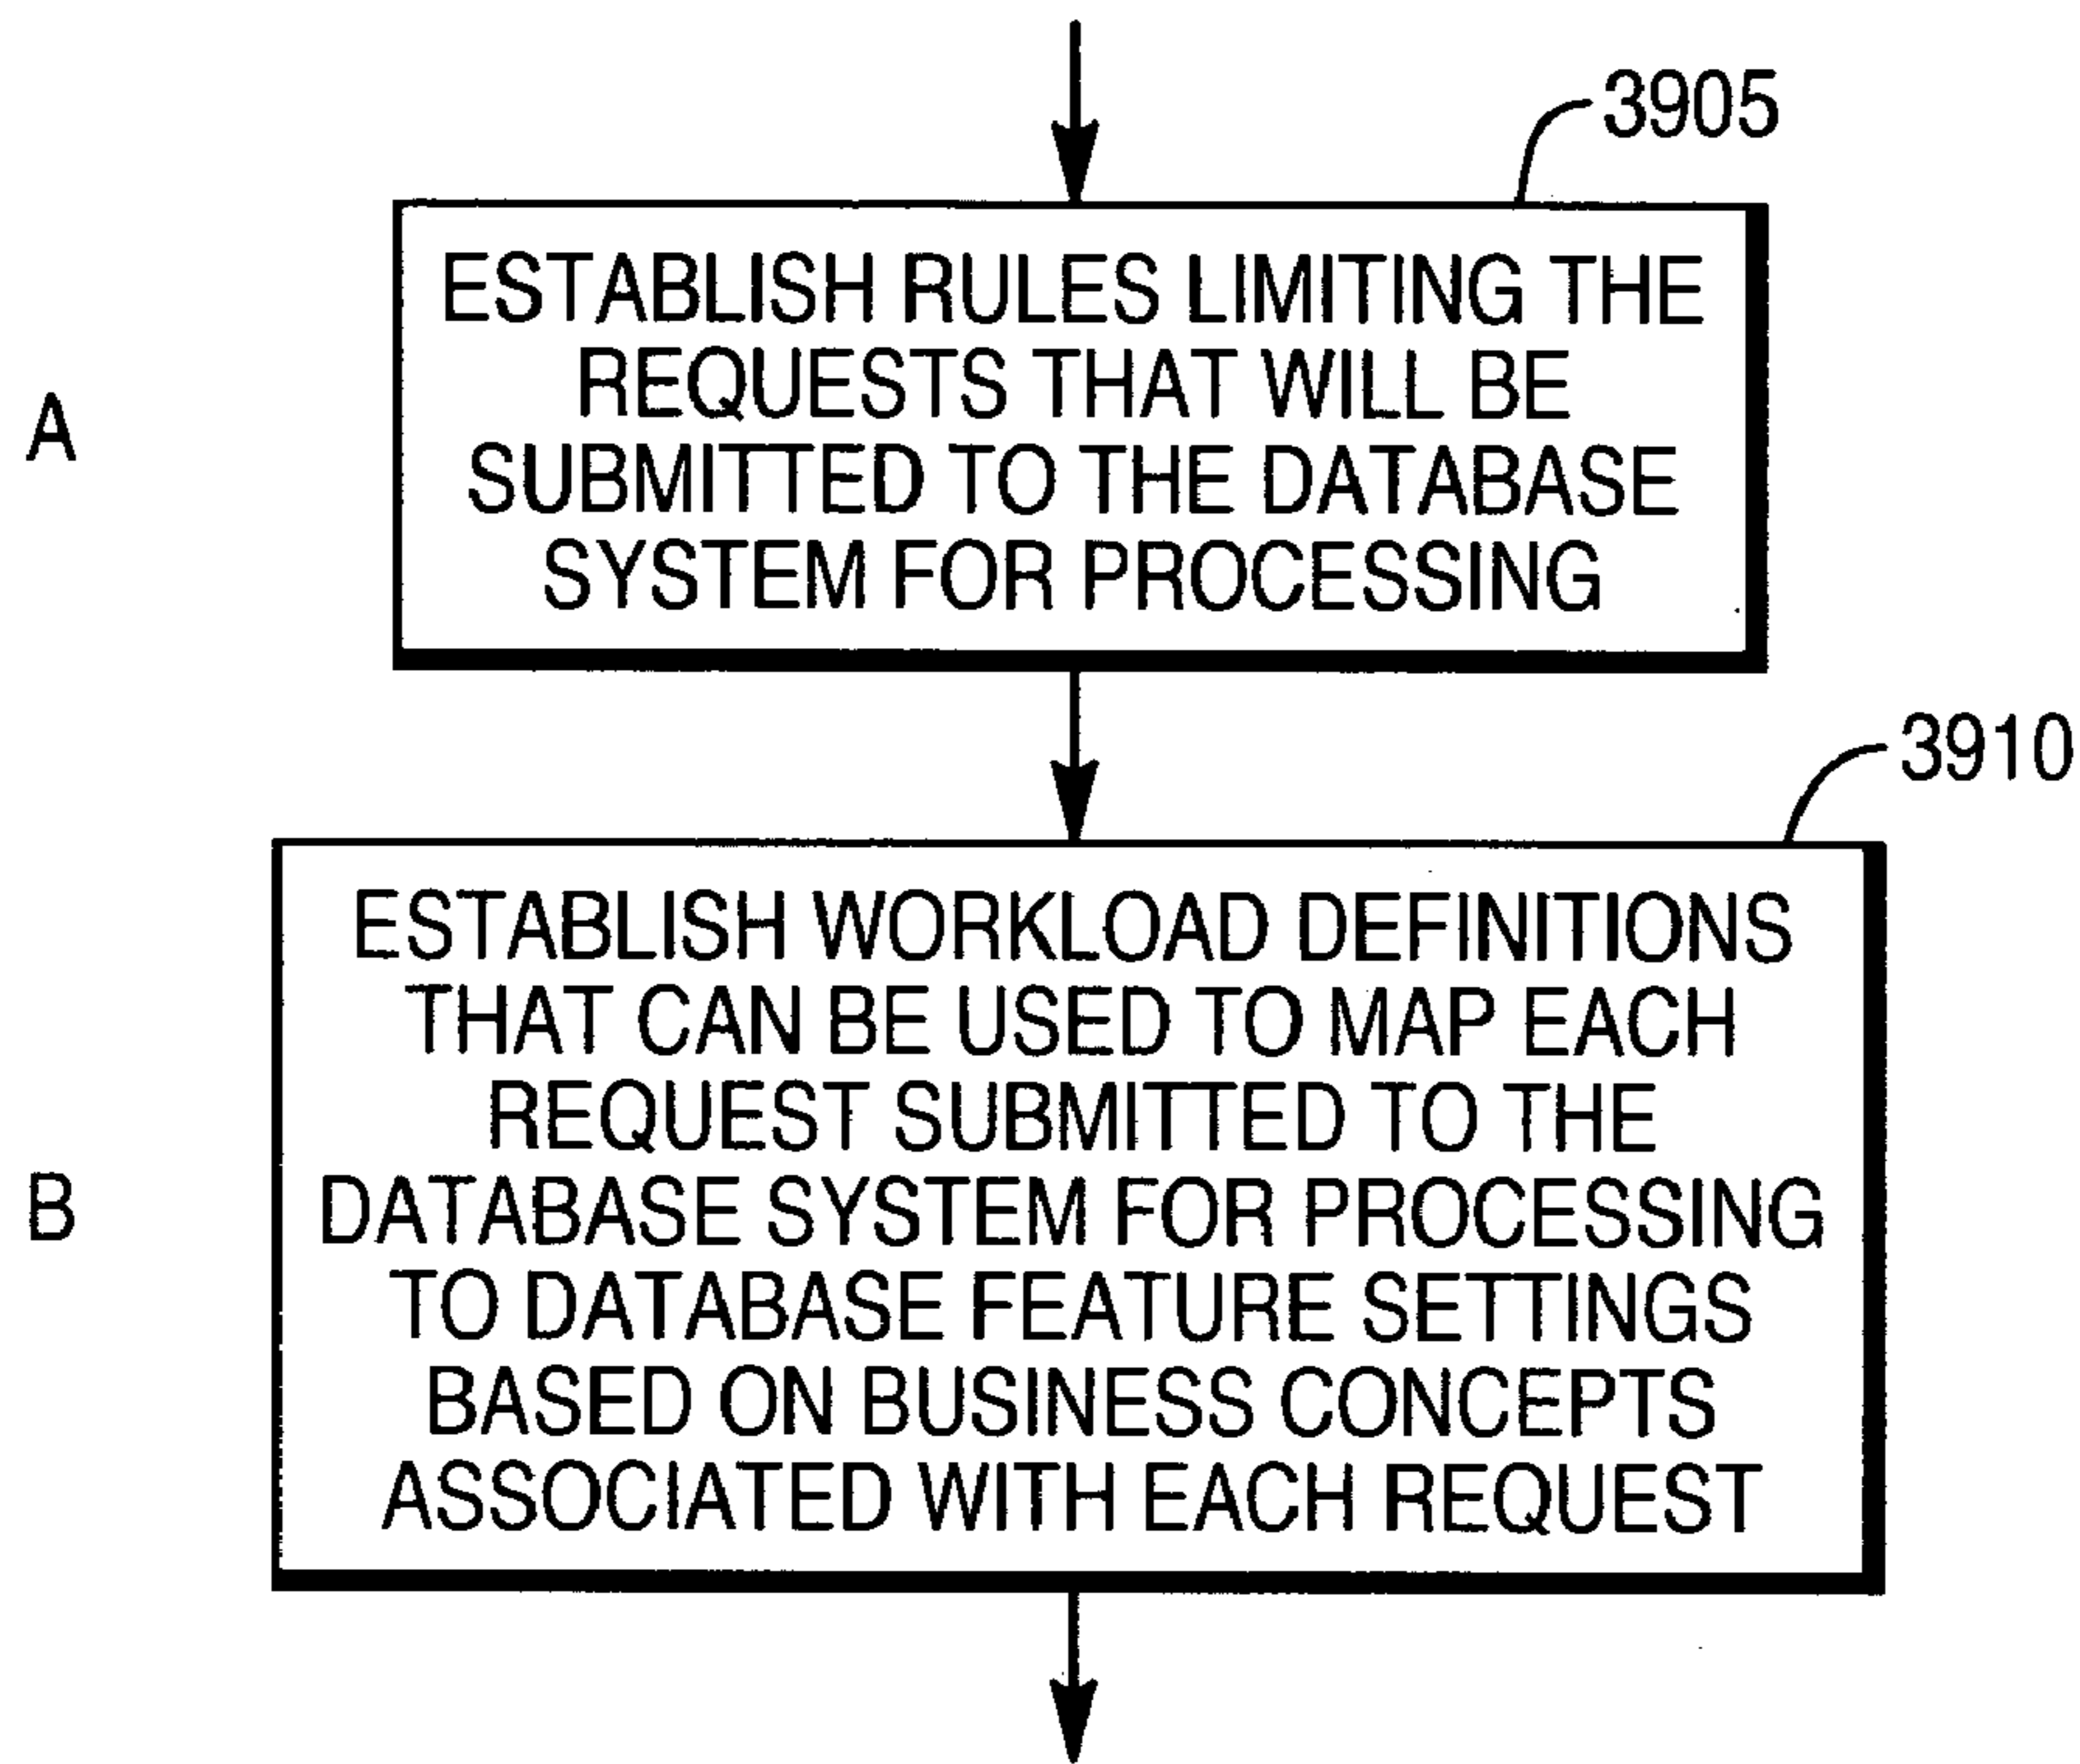 3905
ESTABLISH RULES LIMITING THE
REQUESTS THAT WILL BE
A
SUBMITTED TO THE DATABASE
SYSTEM FOR PROCESSING
3910
ESTABLISH WORKLOAD DEFINITIONS
THAT CAN BE USED TO MAP EACH
REQUEST SUBMITTED TO THE
B
DATABASE SYSTEM FOR PROCESSING
TO DATABASE FEATURE SETTINGS
BASED ON BUSINESS CONCEPTS
ASSOCIATED WITH EACH REQUEST